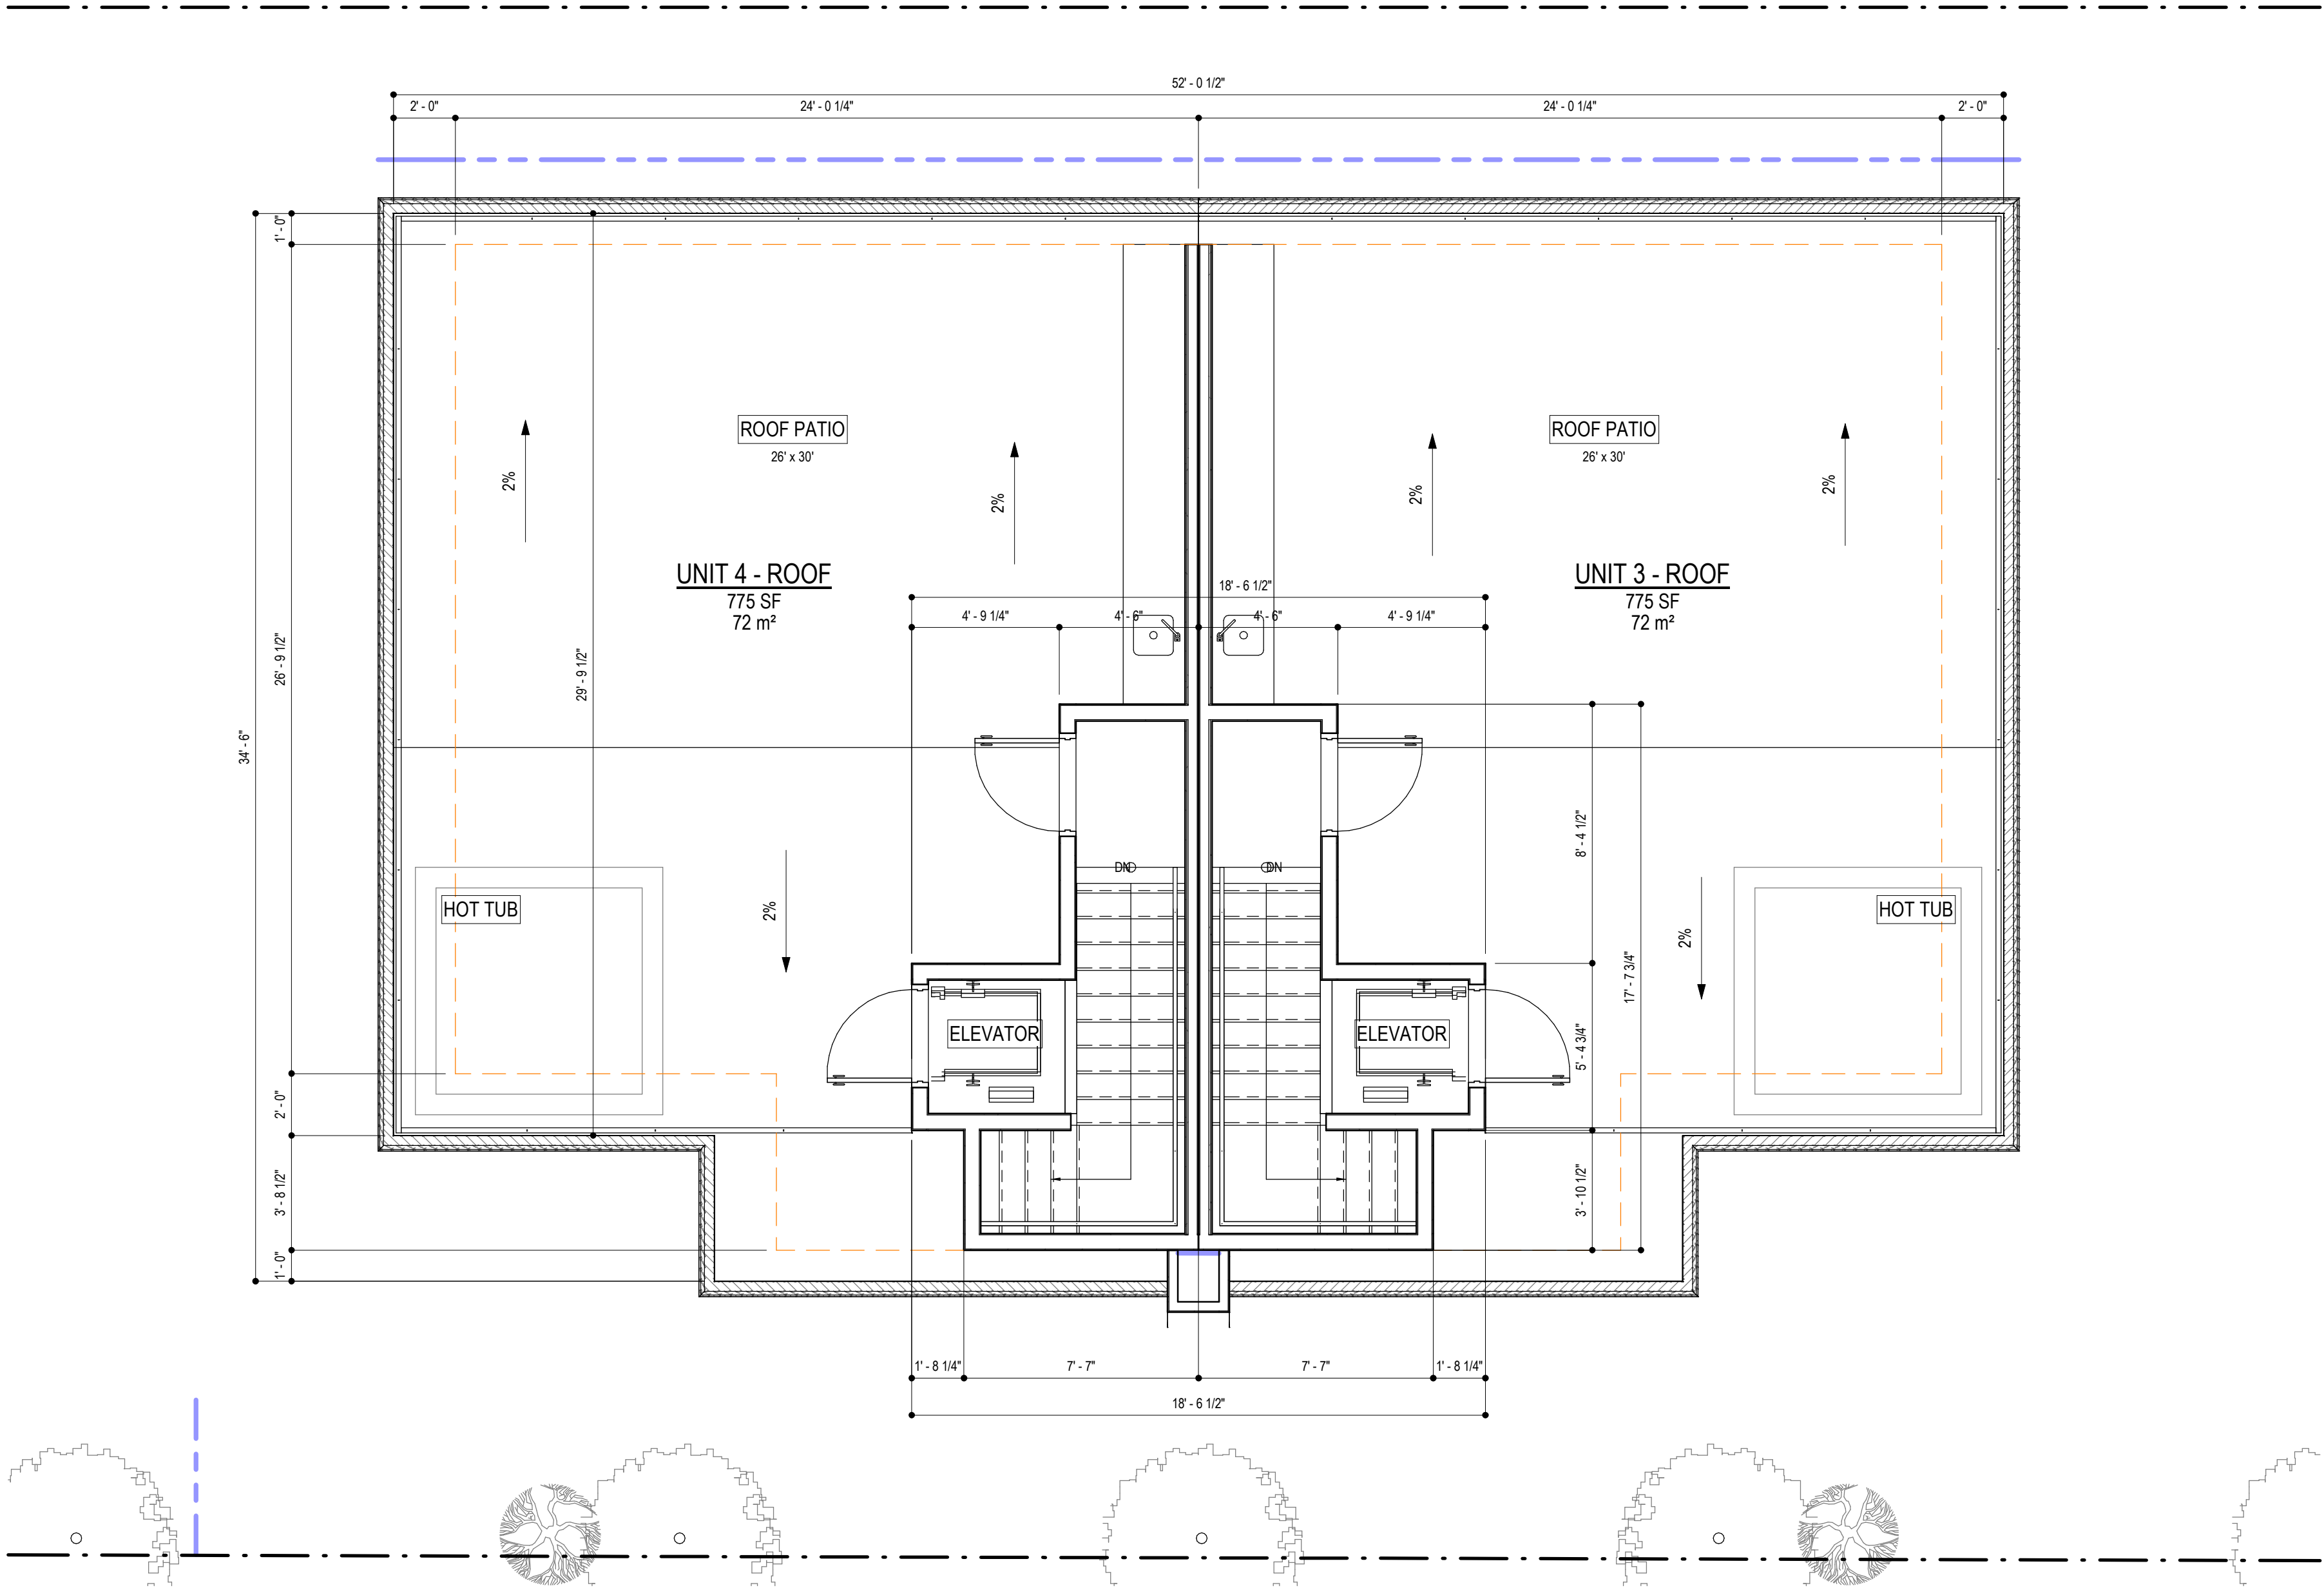 52' - 0 1/2"
2' - 0"
24' - 0 1/4"
24' - 0 1/4"
2' - 0"
1' - 0"
ROOF PATIO
26' x 30'
ROOF PATIO
26' x 30'
2%
2%
2%
2%
UNIT 4 - ROOF
775 SF
72 m²
UNIT 3 - ROOF
775 SF
72 m²
18' - 6 1/2"
4' - 9 1/4"
4' - 6"
4' - 6"
4' - 9 1/4"
26' - 9 1/2"
29' - 9 1/2"
34' - 6"
8' - 4 1/2"
DN
DN
HOT TUB
HOT TUB
2%
2%
17' - 7 3/4"
ELEVATOR
ELEVATOR
5' - 4 3/4"
2' - 0"
3' - 8 1/2"
3' - 10 1/2"
1' - 0"
1' - 8 1/4"
7' - 7"
7' - 7"
1' - 8 1/4"
18' - 6 1/2"